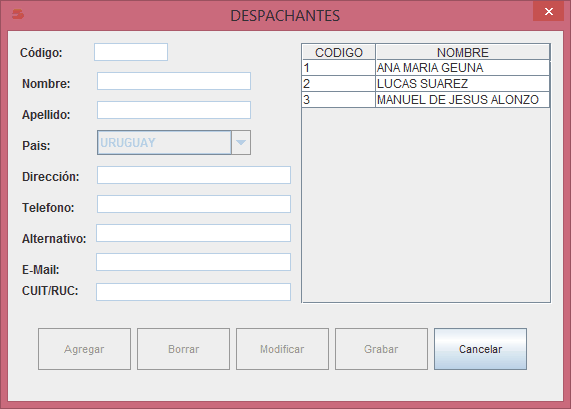 DESPACHANTES
Código:
Nombre:
Apellido:
Pais:
URUGUAY
Dirección:
Telefono:
Alternativo:
E-Mail:
CUIT/RUC:
CODIGO NOMBRE
1 ANA MARIA GEUNA
2 LUCAS SUAREZ
3 MANUEL DE JESUS ALONZO
Agregar Borrar Modificar Grabar Cancelar